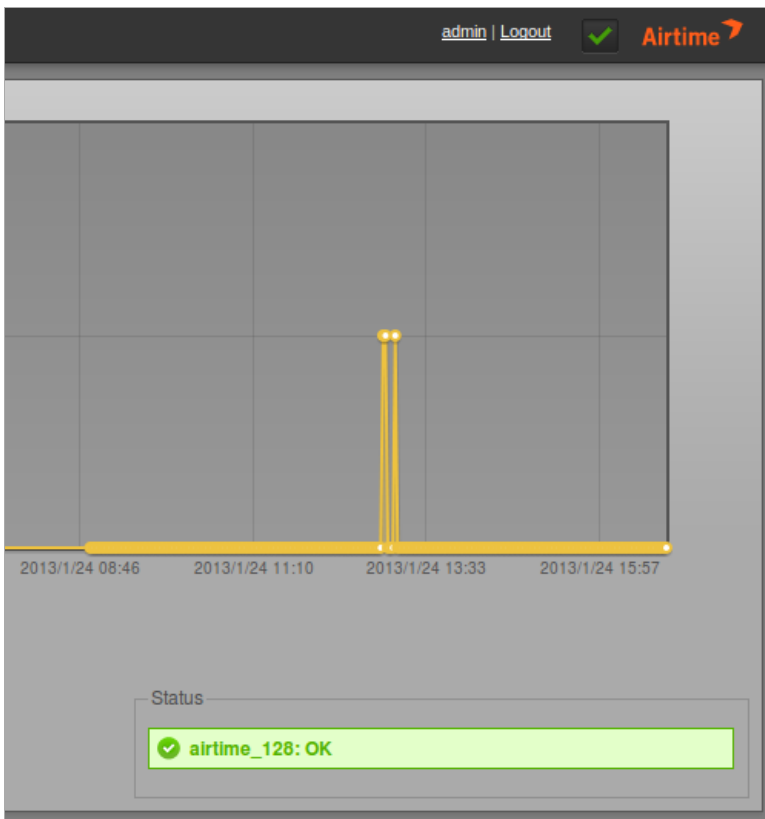 admin | Logout
Airtime
2013/1/24 08:46 2013/1/24 11:10 2013/1/24 13:33 2013/1/24 15:57
Status
airtime_128: OK